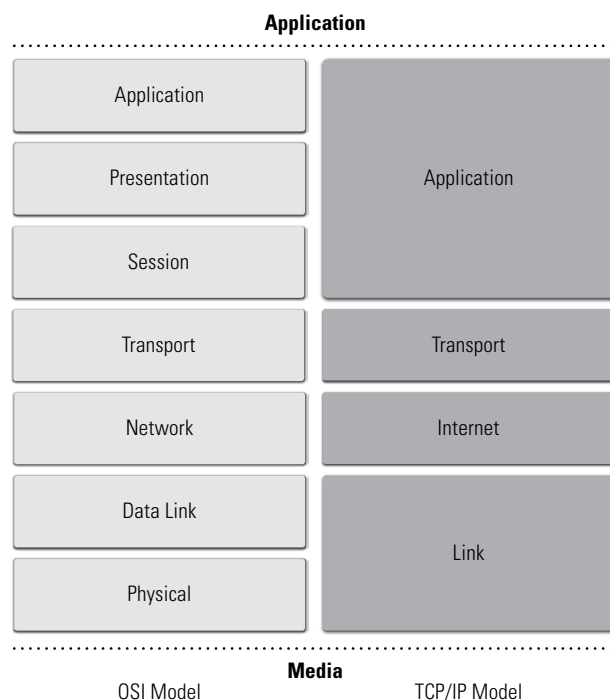 Application
Application
Presentation
Application
Session
Transport
Transport
Network
Internet
Data Link
Link
Physical
Media
OSI Model
TCP/IP Model